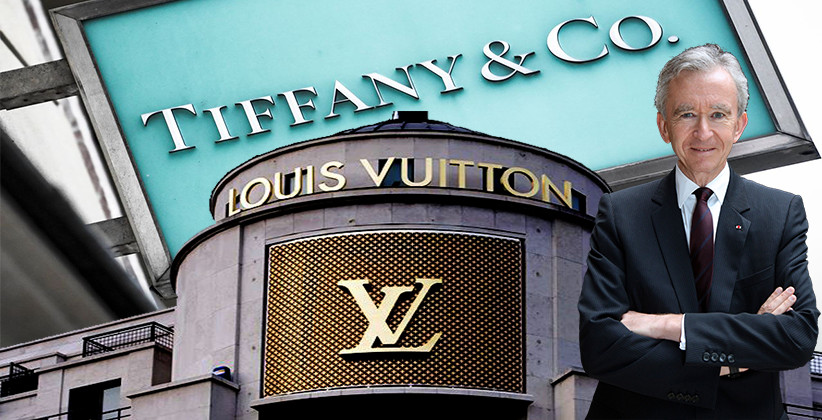 TIFFANY & CO.
LOUIS VUITTON
LV